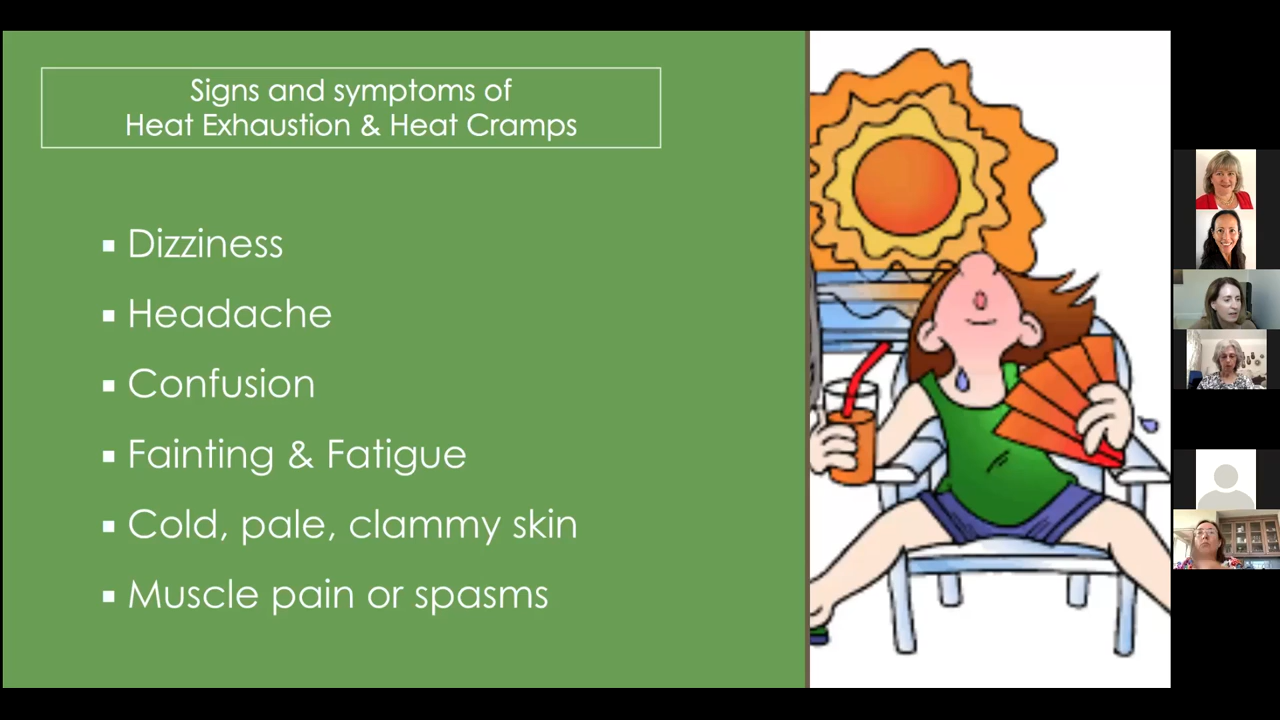 Signs and symptoms of
Heat Exhaustion & Heat Cramps
▪ Dizziness
▪ Headache
▪ Confusion
▪ Fainting & Fatigue
▪ Cold, pale, clammy skin
▪ Muscle pain or spasms